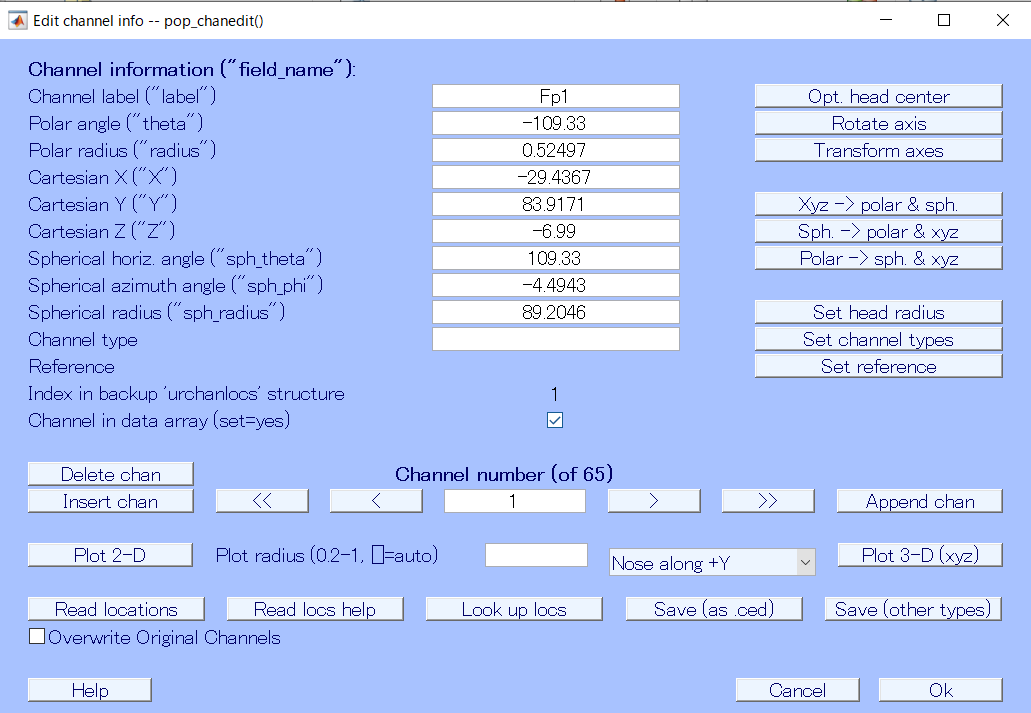 Edit channel info -- pop_chanedit()
Channel information ("field_name"):
Channel label ("label") Fp1 Opt. head center
Polar angle ("theta") -109.33 Rotate axis
Polar radius ("radius") 0.52497 Transform axes
Cartesian X ("X") -29.4367
Cartesian Y ("Y") 83.9171 Xyz -> polar & sph.
Cartesian Z ("Z") -6.99 Sph. -> polar & xyz
Spherical horiz. angle ("sph_theta") 109.33 Polar -> sph. & xyz
Spherical azimuth angle ("sph_phi") -4.4943
Spherical radius ("sph_radius") 89.2046 Set head radius
Channel type Set channel types
Reference Set reference
Index in backup 'urchanlocs' structure 1
Channel in data array (set=yes)
Delete chan Channel number (of 65)
Insert chan << < 1 > >> Append chan
Plot 2-D Plot radius (0.2-1, []=auto) Nose along +Y Plot 3-D (xyz)
Read locations Read locs help Look up locs Save (as .ced) Save (other types)
Overwrite Original Channels
Help Cancel Ok